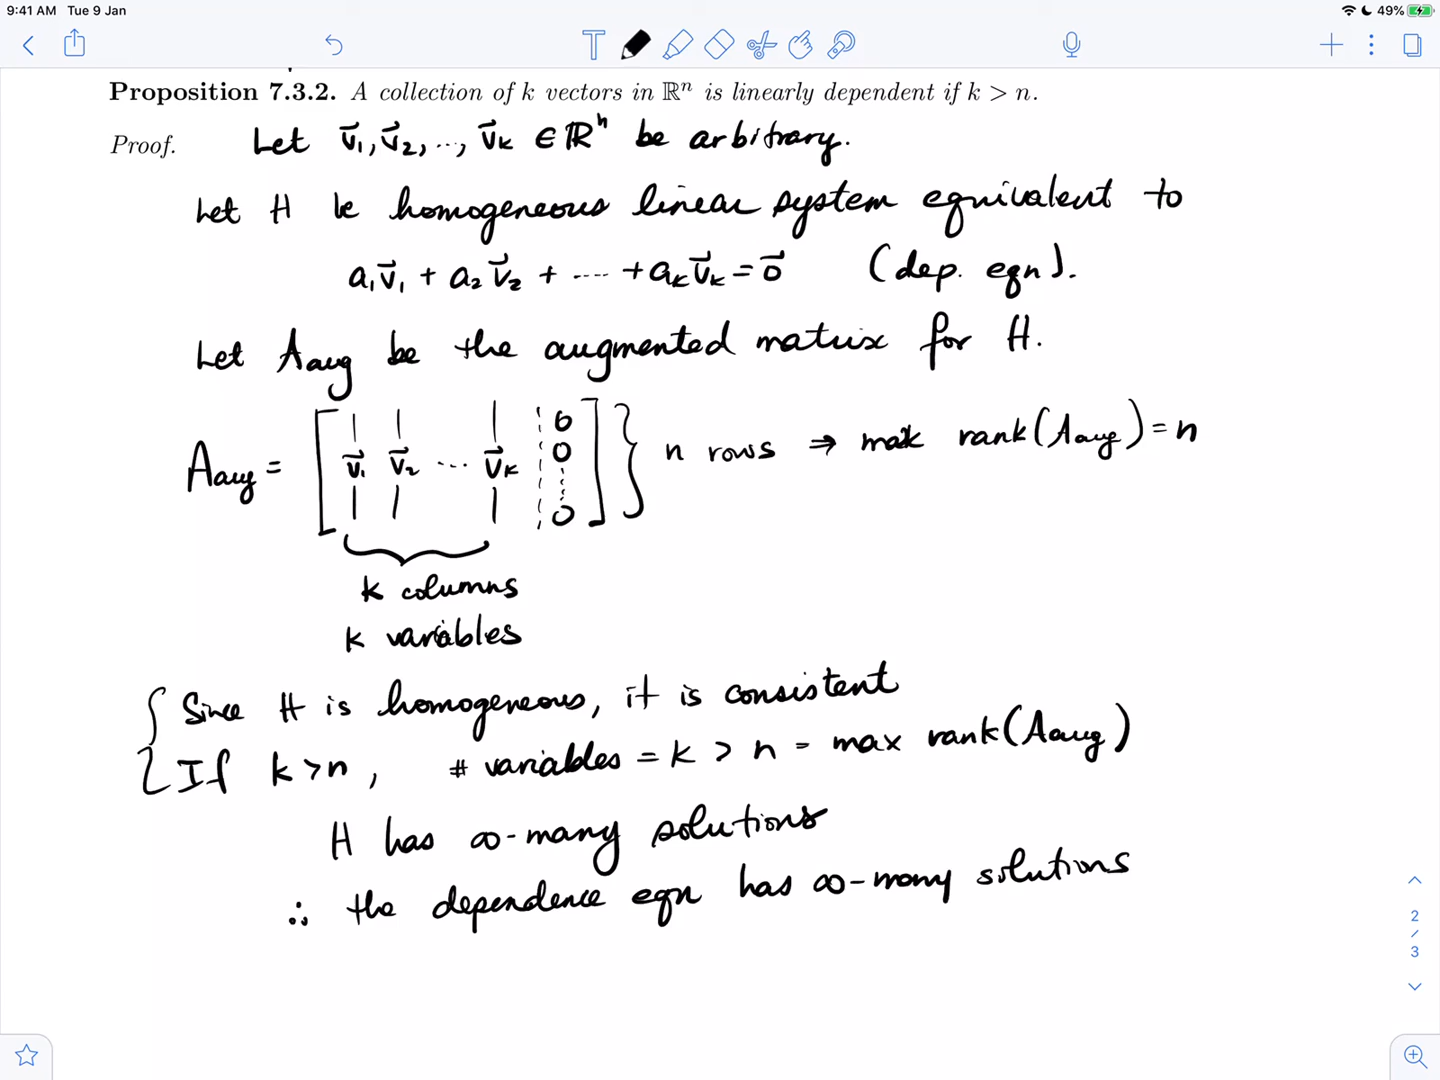 9:41 AM Tue 9 Jan 49%
Proposition 7.3.2. A collection of k vectors in ℝⁿ is linearly dependent if k > n.
Proof. Let v⃗₁, v⃗₂, ..., v⃗ₖ ∈ ℝⁿ be arbitrary.
Let H be homogeneous linear system equivalent to
a₁v⃗₁ + a₂v⃗₂ + ---- + aₖv⃗ₖ = 0⃗ (dep. eqn).
Let A_aug be the augmented matrix for H.
A_aug = [ | | | ¦ 0
v⃗₁ v⃗₂ ... v⃗ₖ ¦ 0
| | | ¦ 0 ] } n rows ⇒ max rank(A_aug) = n
k columns
k variables
{ Since H is homogeneous, it is consistent
If k > n, # variables = k > n = max rank(A_aug)
H has ∞-many solutions
∴ the dependence eqn has ∞-many solutions
2
/
3